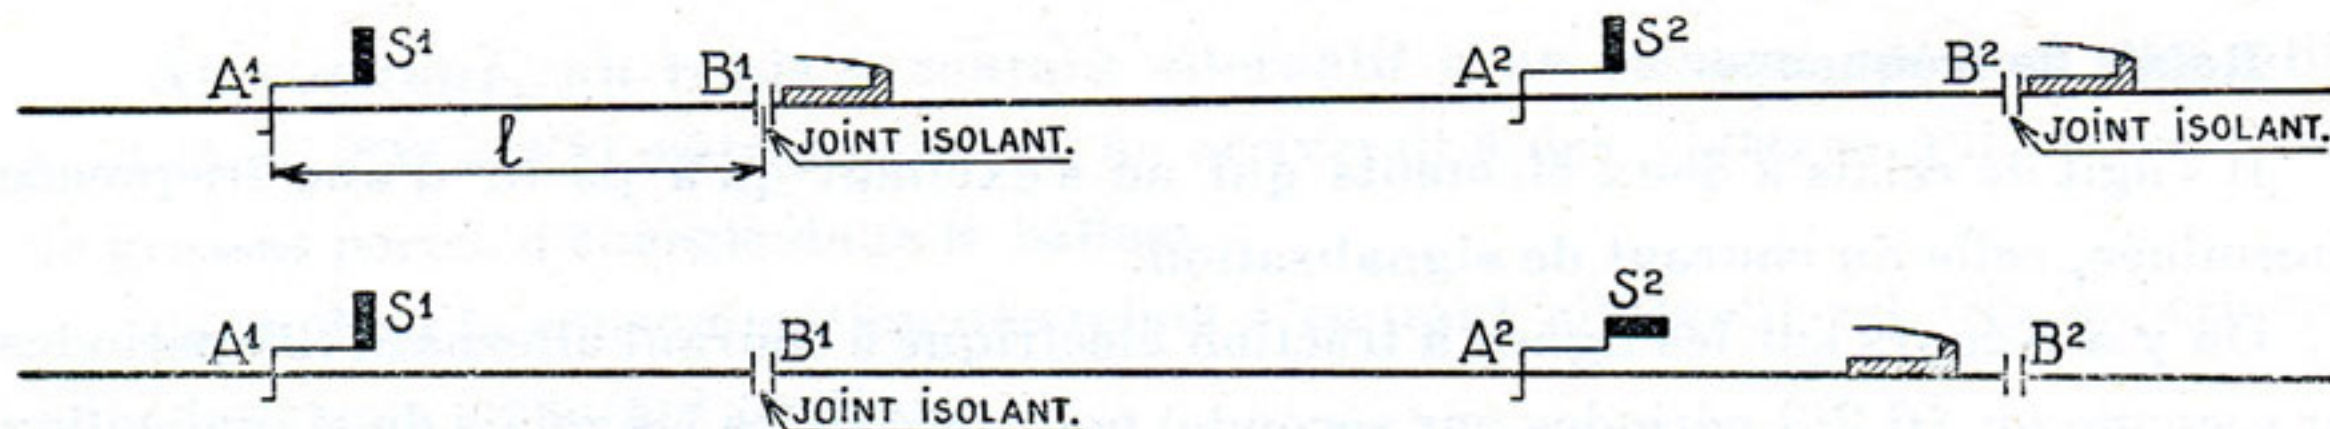 A¹ S¹ B¹ A² S² B²
JOINT ISOLANT. JOINT ISOLANT.
l
A¹ S¹ B¹ A² S² B²
JOINT ISOLANT.